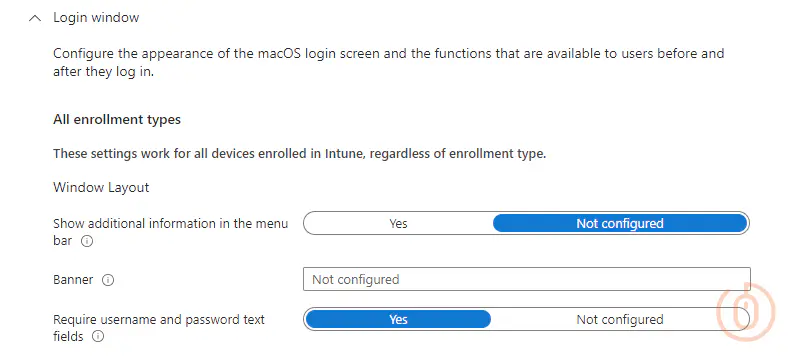 Login window
Configure the appearance of the macOS login screen and the functions that are available to users before and
after they log in.
All enrollment types
These settings work for all devices enrolled in Intune, regardless of enrollment type.
Window Layout
Show additional information in the menu
bar
Yes
Not configured
Banner
Not configured
Require username and password text
fields
Yes
Not configured